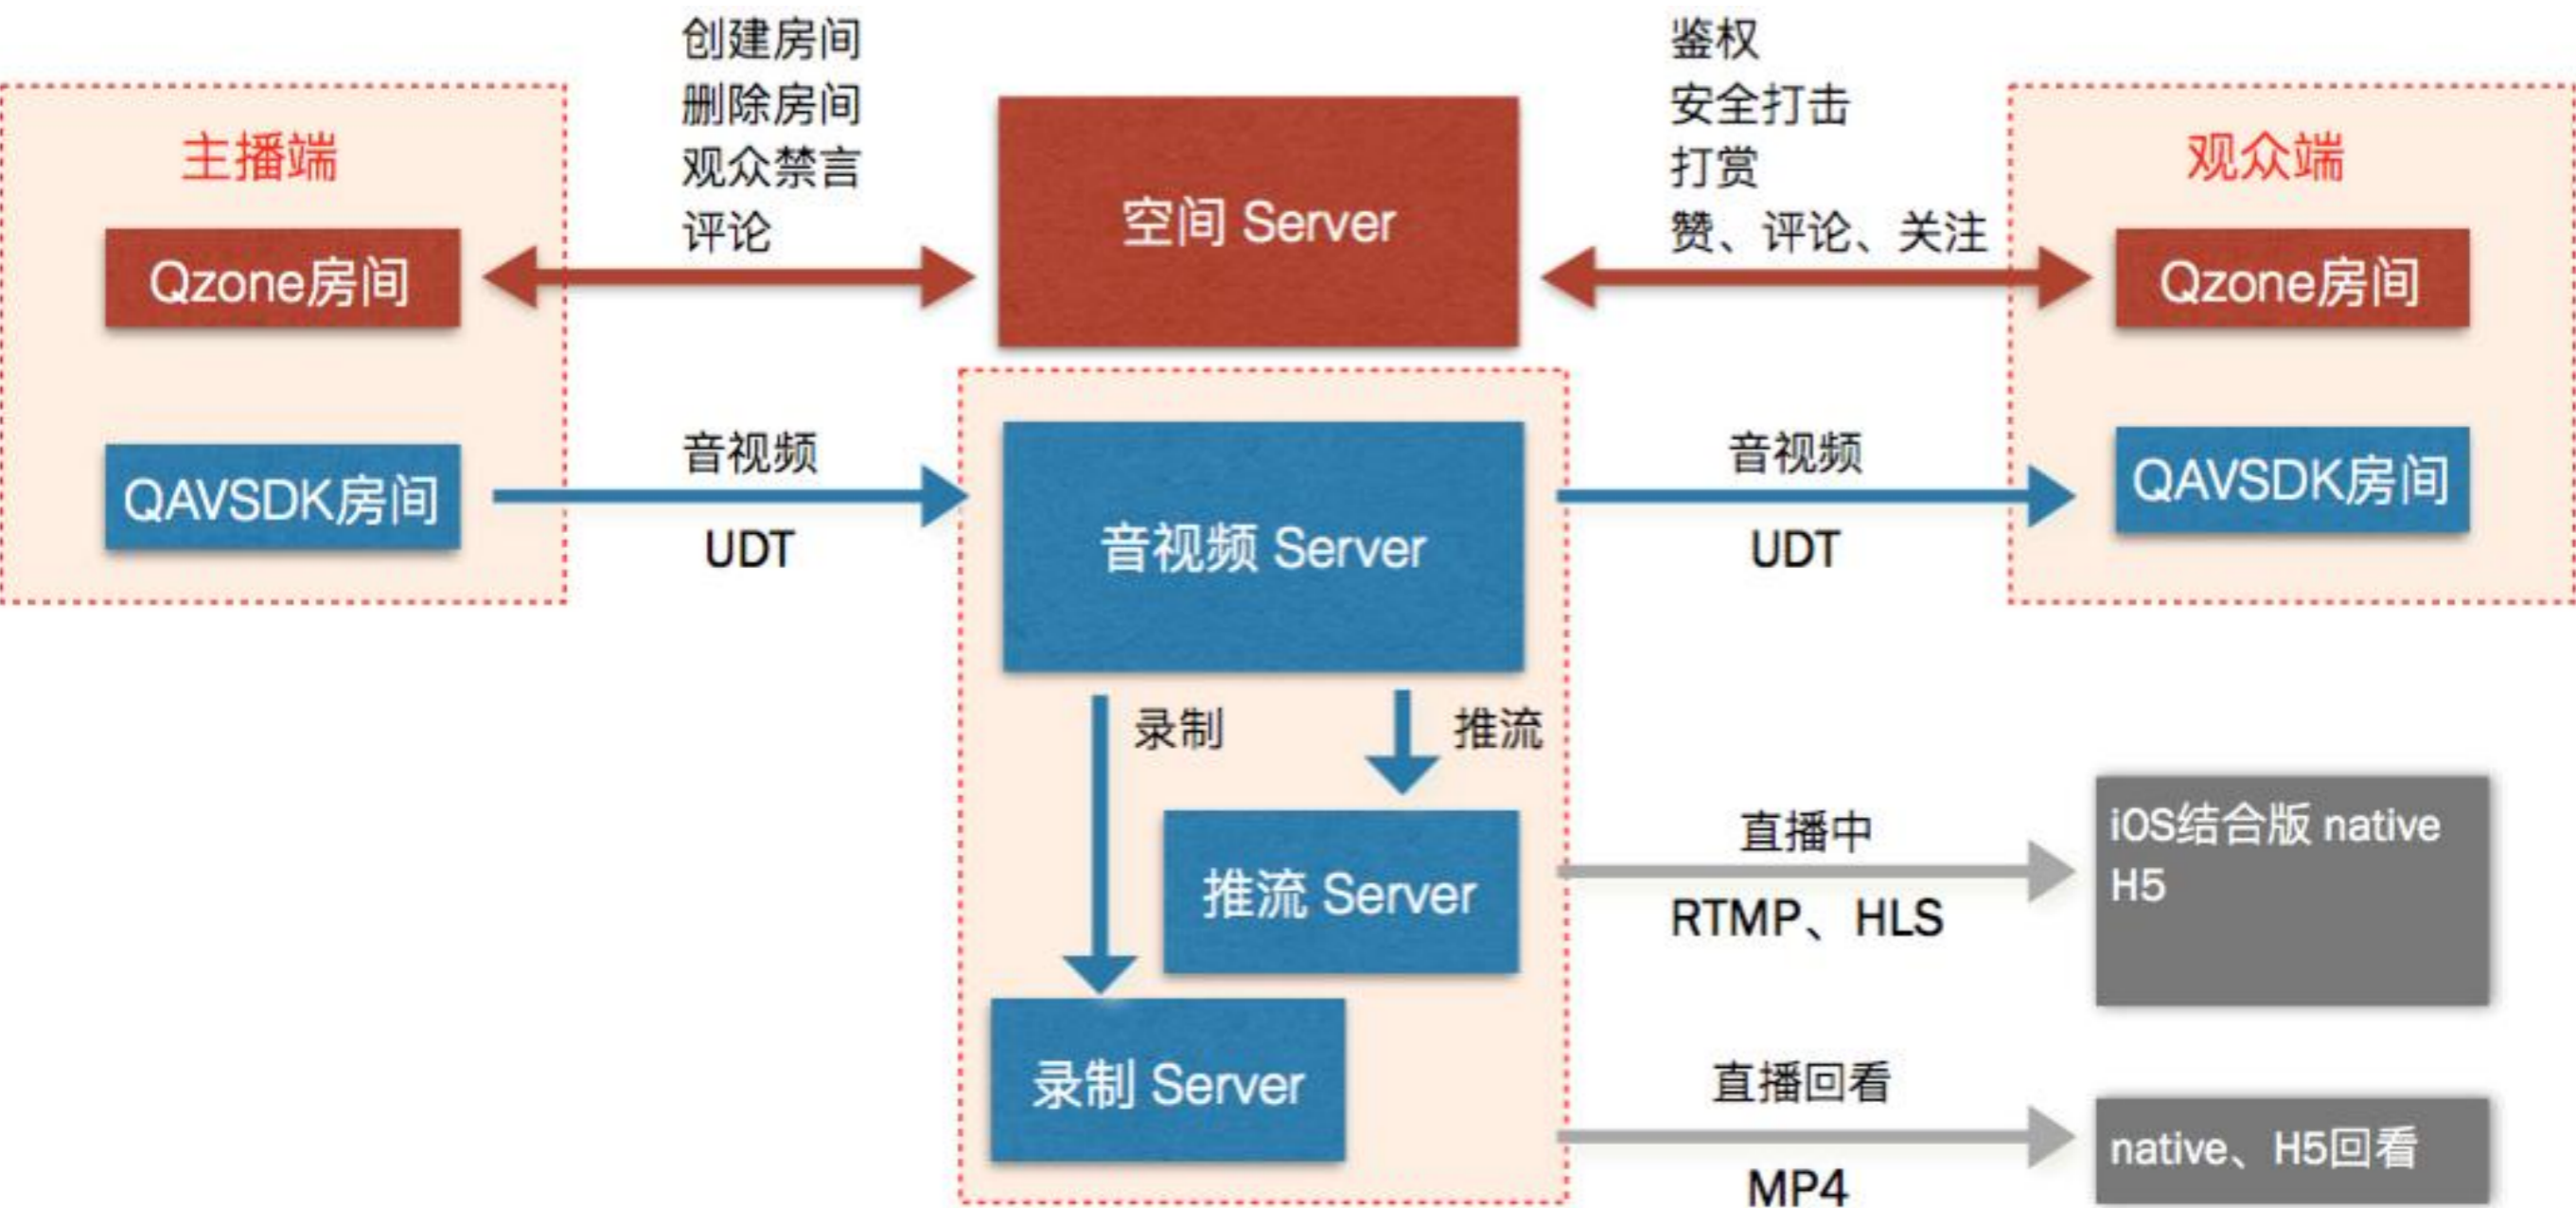 创建房间
删除房间
观众禁言
评论
鉴权
安全打击
打赏
赞、评论、关注
主播端
Qzone房间
QAVSDK房间
音视频
UDT
空间 Server
音视频 Server
录制
推流
推流 Server
录制 Server
音视频
UDT
观众端
Qzone房间
QAVSDK房间
直播中
RTMP、HLS
iOS结合版 native
H5
直播回看
MP4
native、H5回看